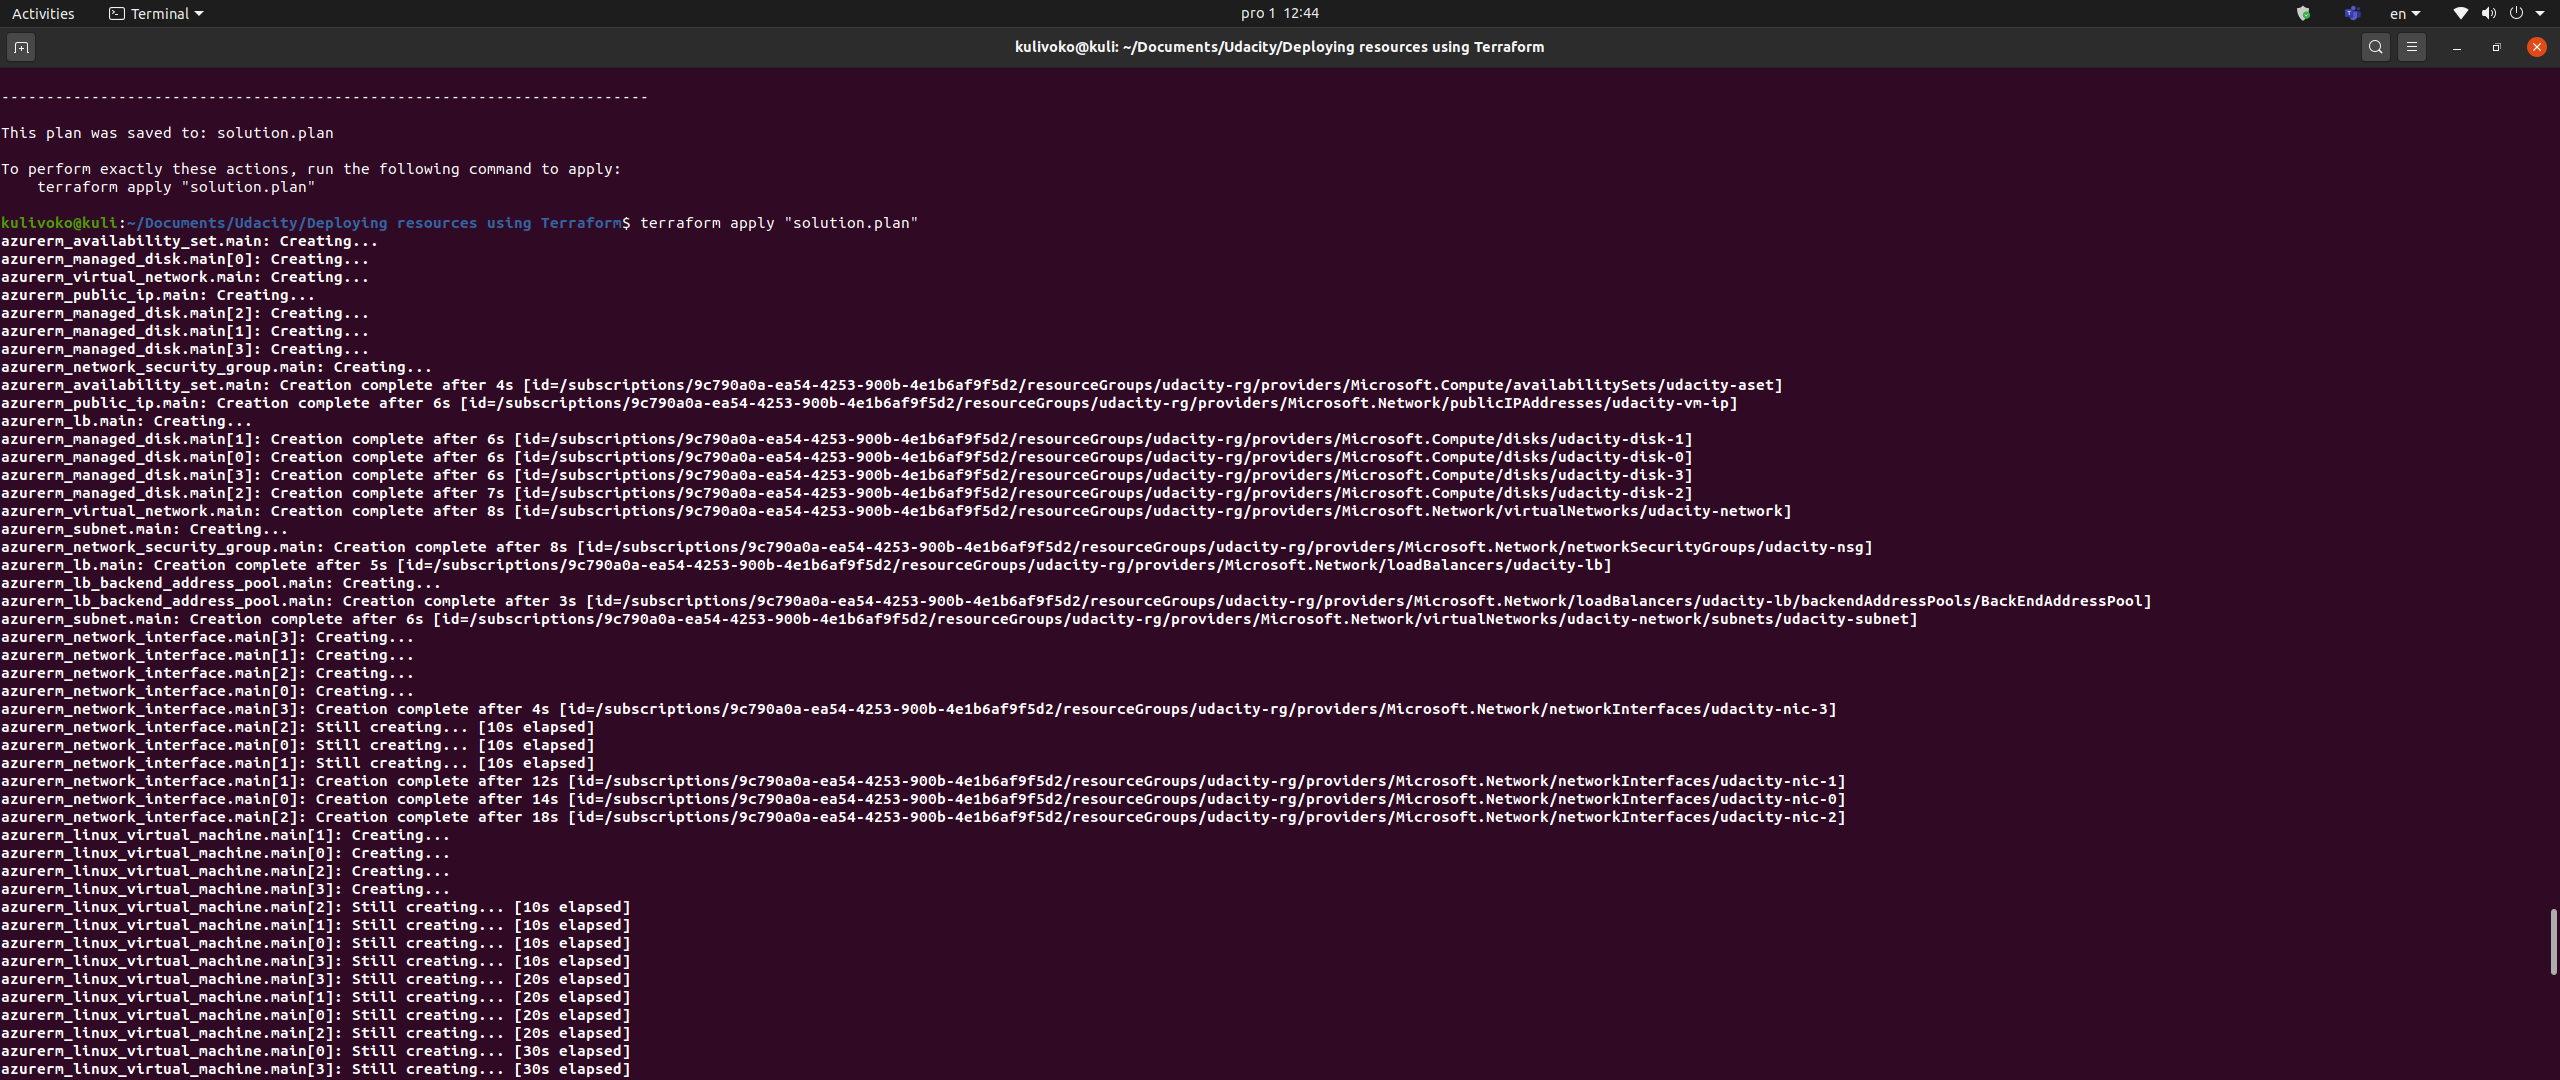 Activities
Terminal
pro 1 12:44
en
kulivoko@kuli: ~/Documents/Udacity/Deploying resources using Terraform
------------------------------------------------------------------------
This plan was saved to: solution.plan
To perform exactly these actions, run the following command to apply:
    terraform apply "solution.plan"
kulivoko@kuli:~/Documents/Udacity/Deploying resources using Terraform$ terraform apply "solution.plan"
azurerm_availability_set.main: Creating...
azurerm_managed_disk.main[0]: Creating...
azurerm_virtual_network.main: Creating...
azurerm_public_ip.main: Creating...
azurerm_managed_disk.main[2]: Creating...
azurerm_managed_disk.main[1]: Creating...
azurerm_managed_disk.main[3]: Creating...
azurerm_network_security_group.main: Creating...
azurerm_availability_set.main: Creation complete after 4s [id=/subscriptions/9c790a0a-ea54-4253-900b-4e1b6af9f5d2/resourceGroups/udacity-rg/providers/Microsoft.Compute/availabilitySets/udacity-aset]
azurerm_public_ip.main: Creation complete after 6s [id=/subscriptions/9c790a0a-ea54-4253-900b-4e1b6af9f5d2/resourceGroups/udacity-rg/providers/Microsoft.Network/publicIPAddresses/udacity-vm-ip]
azurerm_lb.main: Creating...
azurerm_managed_disk.main[1]: Creation complete after 6s [id=/subscriptions/9c790a0a-ea54-4253-900b-4e1b6af9f5d2/resourceGroups/udacity-rg/providers/Microsoft.Compute/disks/udacity-disk-1]
azurerm_managed_disk.main[0]: Creation complete after 6s [id=/subscriptions/9c790a0a-ea54-4253-900b-4e1b6af9f5d2/resourceGroups/udacity-rg/providers/Microsoft.Compute/disks/udacity-disk-0]
azurerm_managed_disk.main[3]: Creation complete after 6s [id=/subscriptions/9c790a0a-ea54-4253-900b-4e1b6af9f5d2/resourceGroups/udacity-rg/providers/Microsoft.Compute/disks/udacity-disk-3]
azurerm_managed_disk.main[2]: Creation complete after 7s [id=/subscriptions/9c790a0a-ea54-4253-900b-4e1b6af9f5d2/resourceGroups/udacity-rg/providers/Microsoft.Compute/disks/udacity-disk-2]
azurerm_virtual_network.main: Creation complete after 8s [id=/subscriptions/9c790a0a-ea54-4253-900b-4e1b6af9f5d2/resourceGroups/udacity-rg/providers/Microsoft.Network/virtualNetworks/udacity-network]
azurerm_subnet.main: Creating...
azurerm_network_security_group.main: Creation complete after 8s [id=/subscriptions/9c790a0a-ea54-4253-900b-4e1b6af9f5d2/resourceGroups/udacity-rg/providers/Microsoft.Network/networkSecurityGroups/udacity-nsg]
azurerm_lb.main: Creation complete after 5s [id=/subscriptions/9c790a0a-ea54-4253-900b-4e1b6af9f5d2/resourceGroups/udacity-rg/providers/Microsoft.Network/loadBalancers/udacity-lb]
azurerm_lb_backend_address_pool.main: Creating...
azurerm_lb_backend_address_pool.main: Creation complete after 3s [id=/subscriptions/9c790a0a-ea54-4253-900b-4e1b6af9f5d2/resourceGroups/udacity-rg/providers/Microsoft.Network/loadBalancers/udacity-lb/backendAddressPools/BackEndAddressPool]
azurerm_subnet.main: Creation complete after 6s [id=/subscriptions/9c790a0a-ea54-4253-900b-4e1b6af9f5d2/resourceGroups/udacity-rg/providers/Microsoft.Network/virtualNetworks/udacity-network/subnets/udacity-subnet]
azurerm_network_interface.main[3]: Creating...
azurerm_network_interface.main[1]: Creating...
azurerm_network_interface.main[2]: Creating...
azurerm_network_interface.main[0]: Creating...
azurerm_network_interface.main[3]: Creation complete after 4s [id=/subscriptions/9c790a0a-ea54-4253-900b-4e1b6af9f5d2/resourceGroups/udacity-rg/providers/Microsoft.Network/networkInterfaces/udacity-nic-3]
azurerm_network_interface.main[2]: Still creating... [10s elapsed]
azurerm_network_interface.main[0]: Still creating... [10s elapsed]
azurerm_network_interface.main[1]: Still creating... [10s elapsed]
azurerm_network_interface.main[1]: Creation complete after 12s [id=/subscriptions/9c790a0a-ea54-4253-900b-4e1b6af9f5d2/resourceGroups/udacity-rg/providers/Microsoft.Network/networkInterfaces/udacity-nic-1]
azurerm_network_interface.main[0]: Creation complete after 14s [id=/subscriptions/9c790a0a-ea54-4253-900b-4e1b6af9f5d2/resourceGroups/udacity-rg/providers/Microsoft.Network/networkInterfaces/udacity-nic-0]
azurerm_network_interface.main[2]: Creation complete after 18s [id=/subscriptions/9c790a0a-ea54-4253-900b-4e1b6af9f5d2/resourceGroups/udacity-rg/providers/Microsoft.Network/networkInterfaces/udacity-nic-2]
azurerm_linux_virtual_machine.main[1]: Creating...
azurerm_linux_virtual_machine.main[0]: Creating...
azurerm_linux_virtual_machine.main[2]: Creating...
azurerm_linux_virtual_machine.main[3]: Creating...
azurerm_linux_virtual_machine.main[2]: Still creating... [10s elapsed]
azurerm_linux_virtual_machine.main[1]: Still creating... [10s elapsed]
azurerm_linux_virtual_machine.main[0]: Still creating... [10s elapsed]
azurerm_linux_virtual_machine.main[3]: Still creating... [10s elapsed]
azurerm_linux_virtual_machine.main[3]: Still creating... [20s elapsed]
azurerm_linux_virtual_machine.main[1]: Still creating... [20s elapsed]
azurerm_linux_virtual_machine.main[0]: Still creating... [20s elapsed]
azurerm_linux_virtual_machine.main[2]: Still creating... [20s elapsed]
azurerm_linux_virtual_machine.main[0]: Still creating... [30s elapsed]
azurerm_linux_virtual_machine.main[3]: Still creating... [30s elapsed]